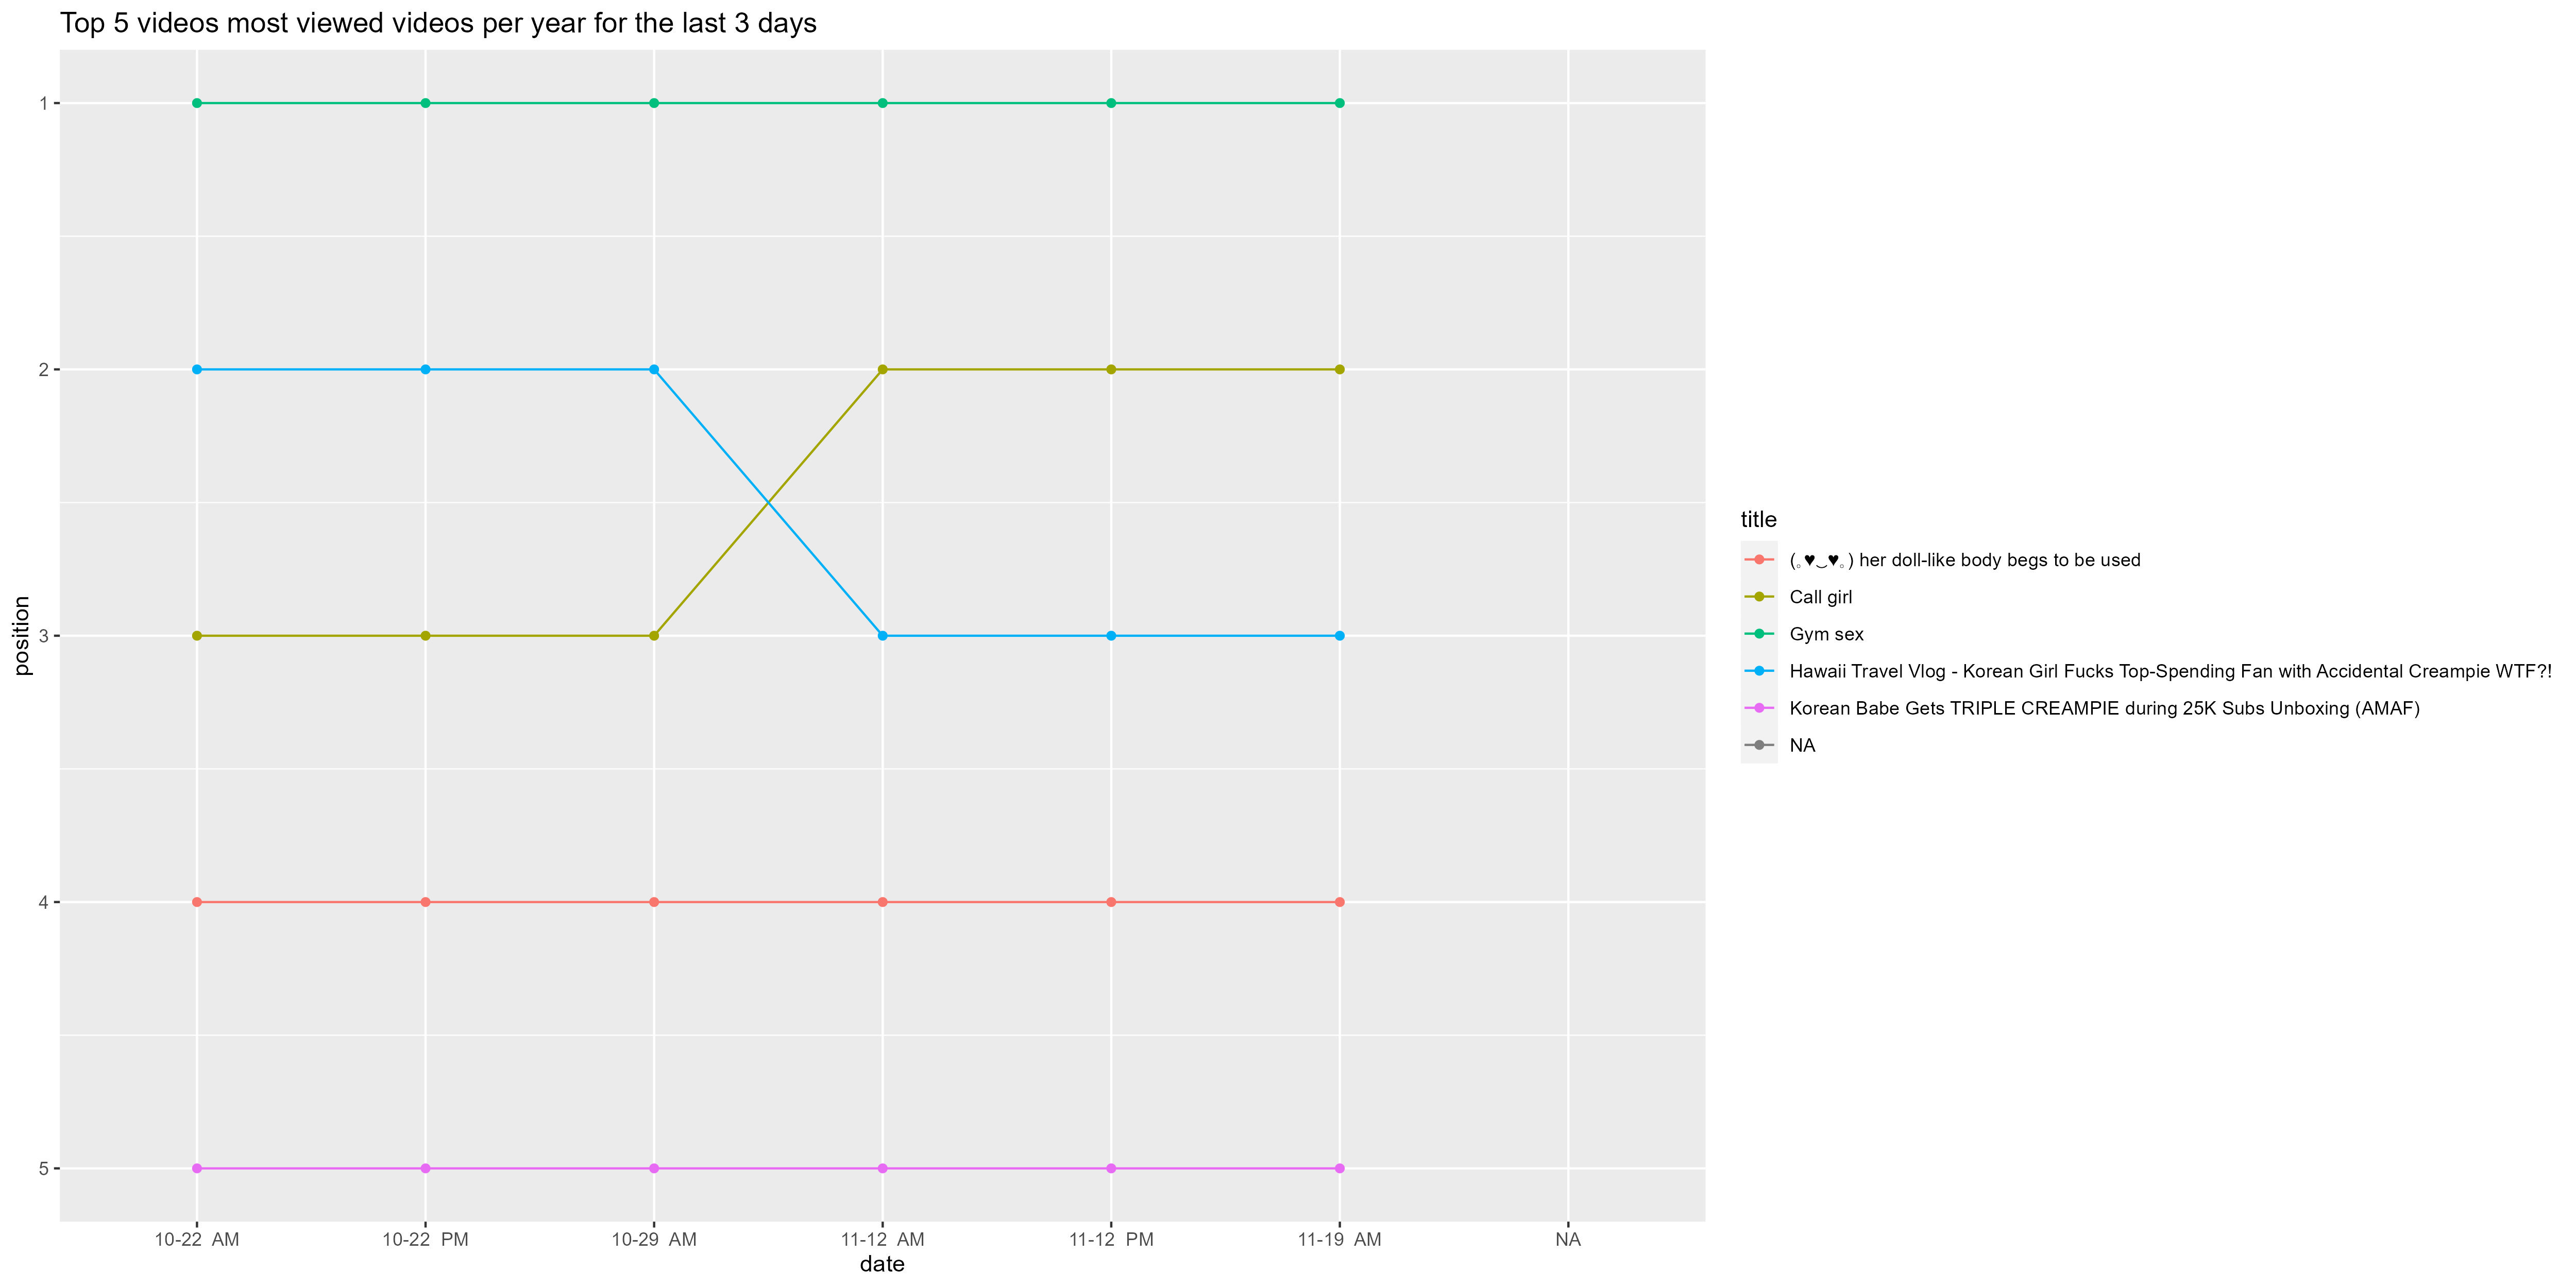 Top 5 videos most viewed videos per year for the last 3 days
position
1
2
3
4
5
10-22 AM
10-22 PM
10-29 AM
11-12 AM
11-12 PM
11-19 AM
NA
date
title
(｡♥‿♥｡) her doll-like body begs to be used
Call girl
Gym sex
Hawaii Travel Vlog - Korean Girl Fucks Top-Spending Fan with Accidental Creampie WTF?!
Korean Babe Gets TRIPLE CREAMPIE during 25K Subs Unboxing (AMAF)
NA